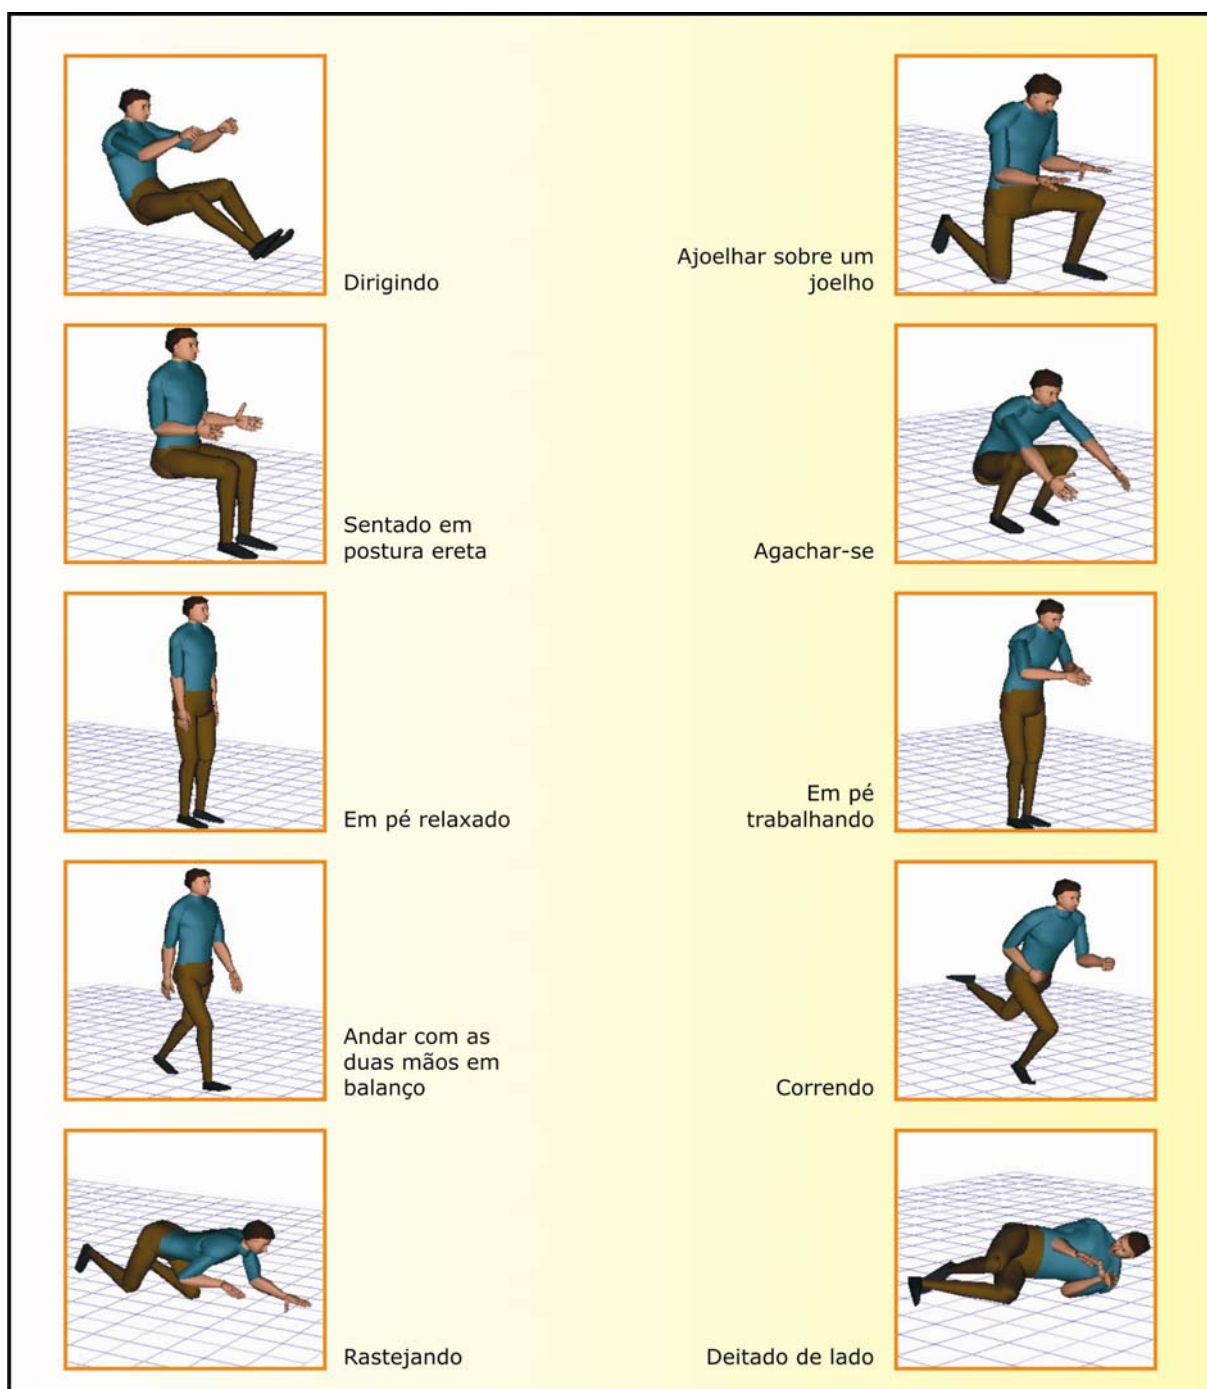 Dirigindo
Ajoelhar sobre um
joelho
Sentado em
postura ereta
Agachar-se
Em pé relaxado
Em pé
trabalhando
Andar com as
duas mãos em
balanço
Correndo
Rastejando
Deitado de lado